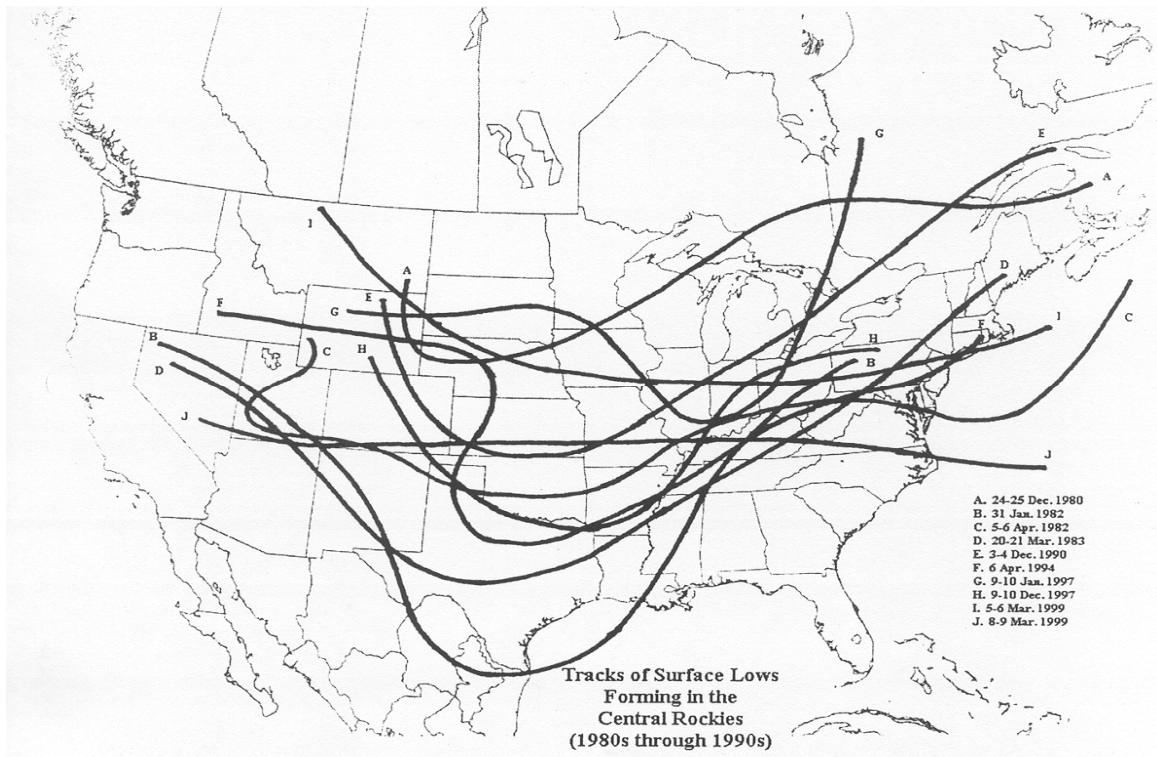 G
E
A
I
A
D
E
F
G
I
C
B
F
C
H
H
D
B
J
J
A. 24-25 Dec. 1980
B. 31 Jan. 1982
C. 5-6 Apr. 1982
D. 20-21 Mar. 1983
E. 3-4 Dec. 1990
F. 6 Apr. 1994
G. 9-10 Jan. 1997
H. 9-10 Dec. 1997
I. 5-6 Mar. 1999
J. 8-9 Mar. 1999
Tracks of Surface Lows
Forming in the
Central Rockies
(1980s through 1990s)